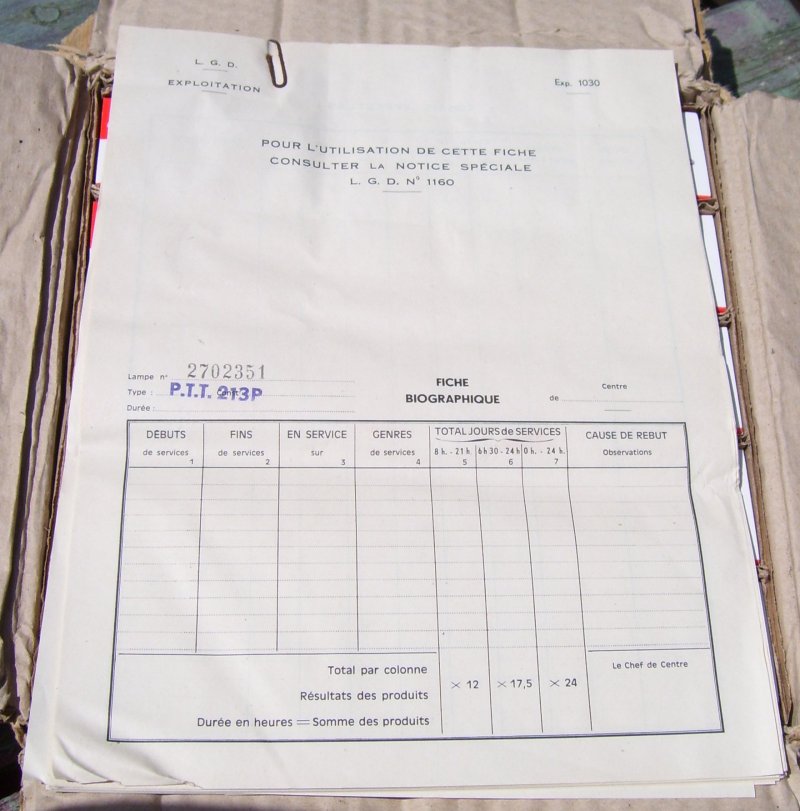 L. G. D.
EXPLOITATION
Exp. 1030
POUR L'UTILISATION DE CETTE FICHE
CONSULTER LA NOTICE SPÉCIALE
L. G. D. Nº 1160
Lampe nº 2702351
Type : P.T.T. 213P
Durée :
FICHE
BIOGRAPHIQUE
Centre
de
DÉBUTS
de services
1
FINS
de services
2
EN SERVICE
sur
3
GENRES
de services
4
TOTAL JOURS de SERVICES
8 h. - 21 h.
5
6 h 30 - 24 h
6
0 h. - 24 h.
7
CAUSE DE REBUT
Observations
Total par colonne
Résultats des produits
× 12
× 17,5
× 24
Durée en heures = Somme des produits
Le Chef de Centre